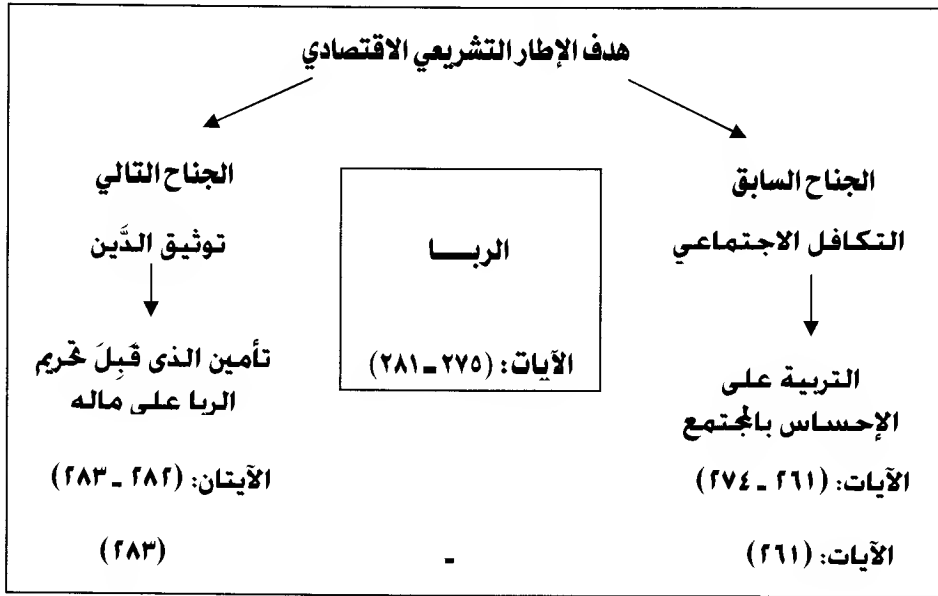 هدف الإطار التشريعي الاقتصادي
الجناح السابق
التكافل الاجتماعي
التربية على
الإحساس بالمجتمع
الآيات: (٢٦١ ـ ٢٧٤)
الآيات: (٢٦١)
الربـــــا
الآيات: (٢٧٥ ـ ٢٨١)
-
الجناح التالي
توثيق الدَّين
تأمين الذى قَبِلَ تحريم
الربا على ماله
الآيتان: (٢٨٢ ـ ٢٨٣)
(٢٨٣)